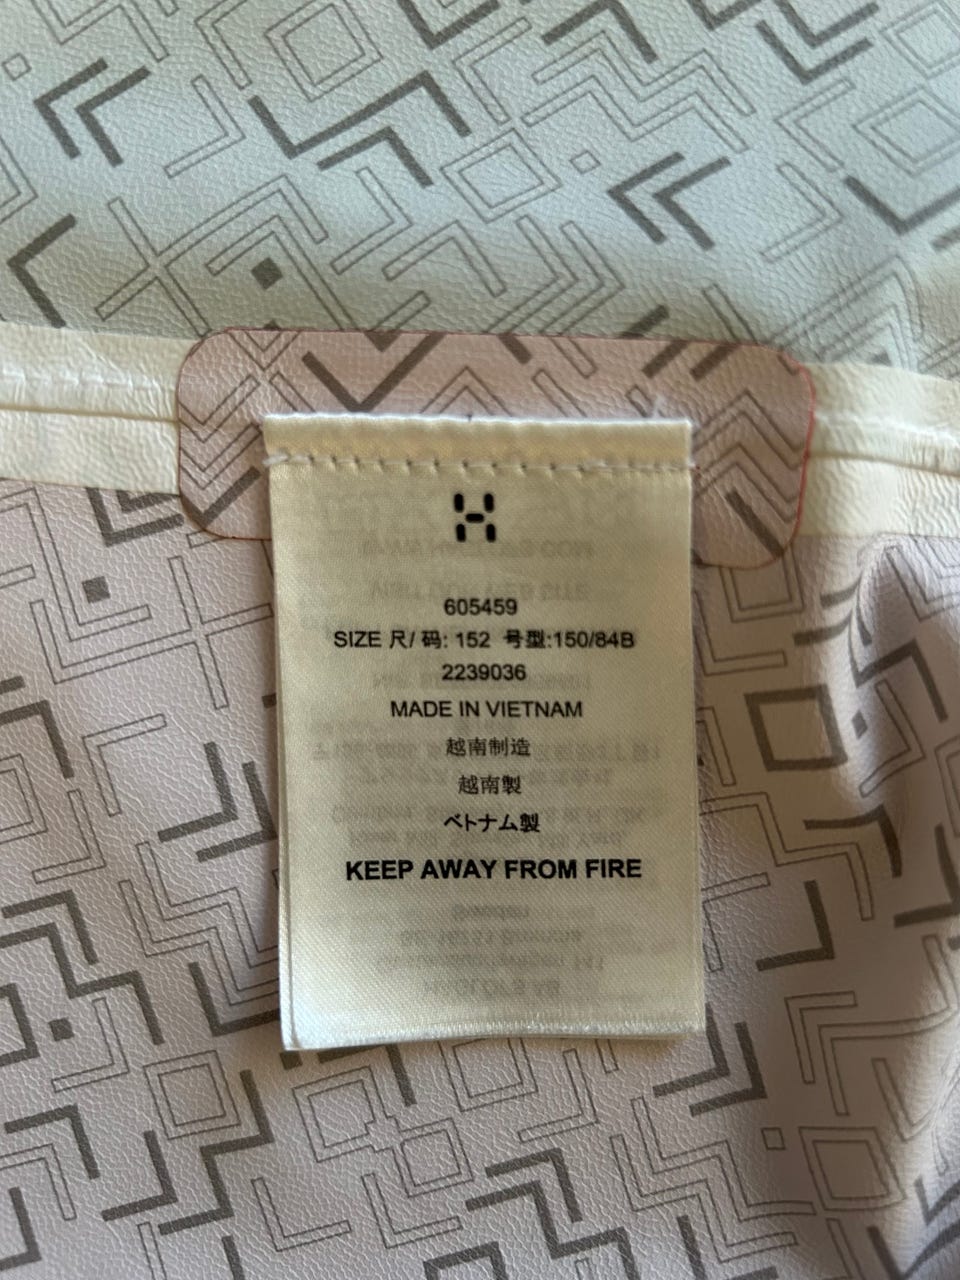 605459
SIZE 尺/ 码: 152 号型:150/84B
2239036
MADE IN VIETNAM
越南制造
越南製
ベトナム製
KEEP AWAY FROM FIRE